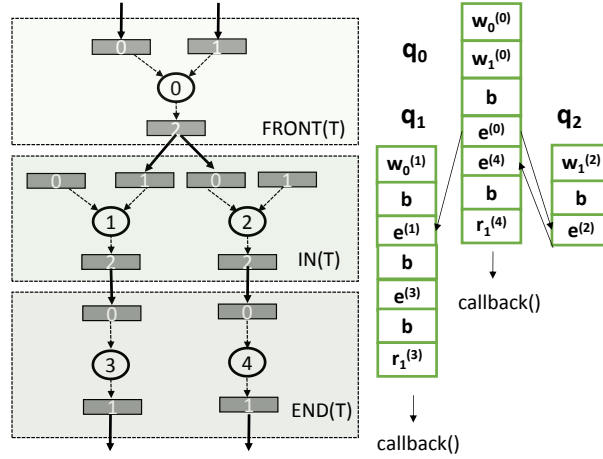 0 1
0
2
FRONT(T)
0 1 0 1
1 2
2 2
IN(T)
0 0
3 4
1 1
END(T)
q₀
w₀⁽⁰⁾
w₁⁽⁰⁾
b
e⁽⁰⁾
e⁽⁴⁾
b
r₁⁽⁴⁾
callback()
q₁
w₀⁽¹⁾
b
e⁽¹⁾
b
e⁽³⁾
b
r₁⁽³⁾
callback()
q₂
w₁⁽²⁾
b
e⁽²⁾